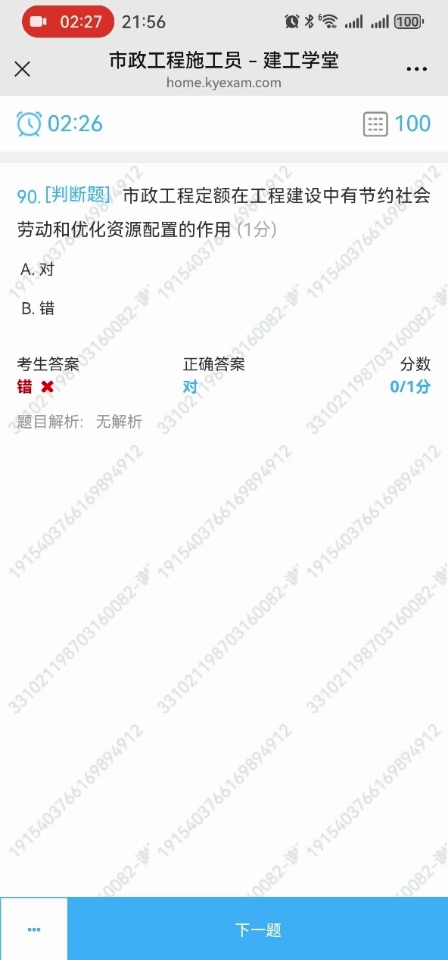 02:27 21:56 6 100
市政工程施工员 – 建工学堂
home.kyexam.com
02:26 100
90. [判断题] 市政工程定额在工程建设中有节约社会
劳动和优化资源配置的作用 (1分)
A. 对
B. 错
考生答案 正确答案 分数
错 对 0/1分
题目解析: 无解析
下一题
1915403766169894912
331021198703160082-谢